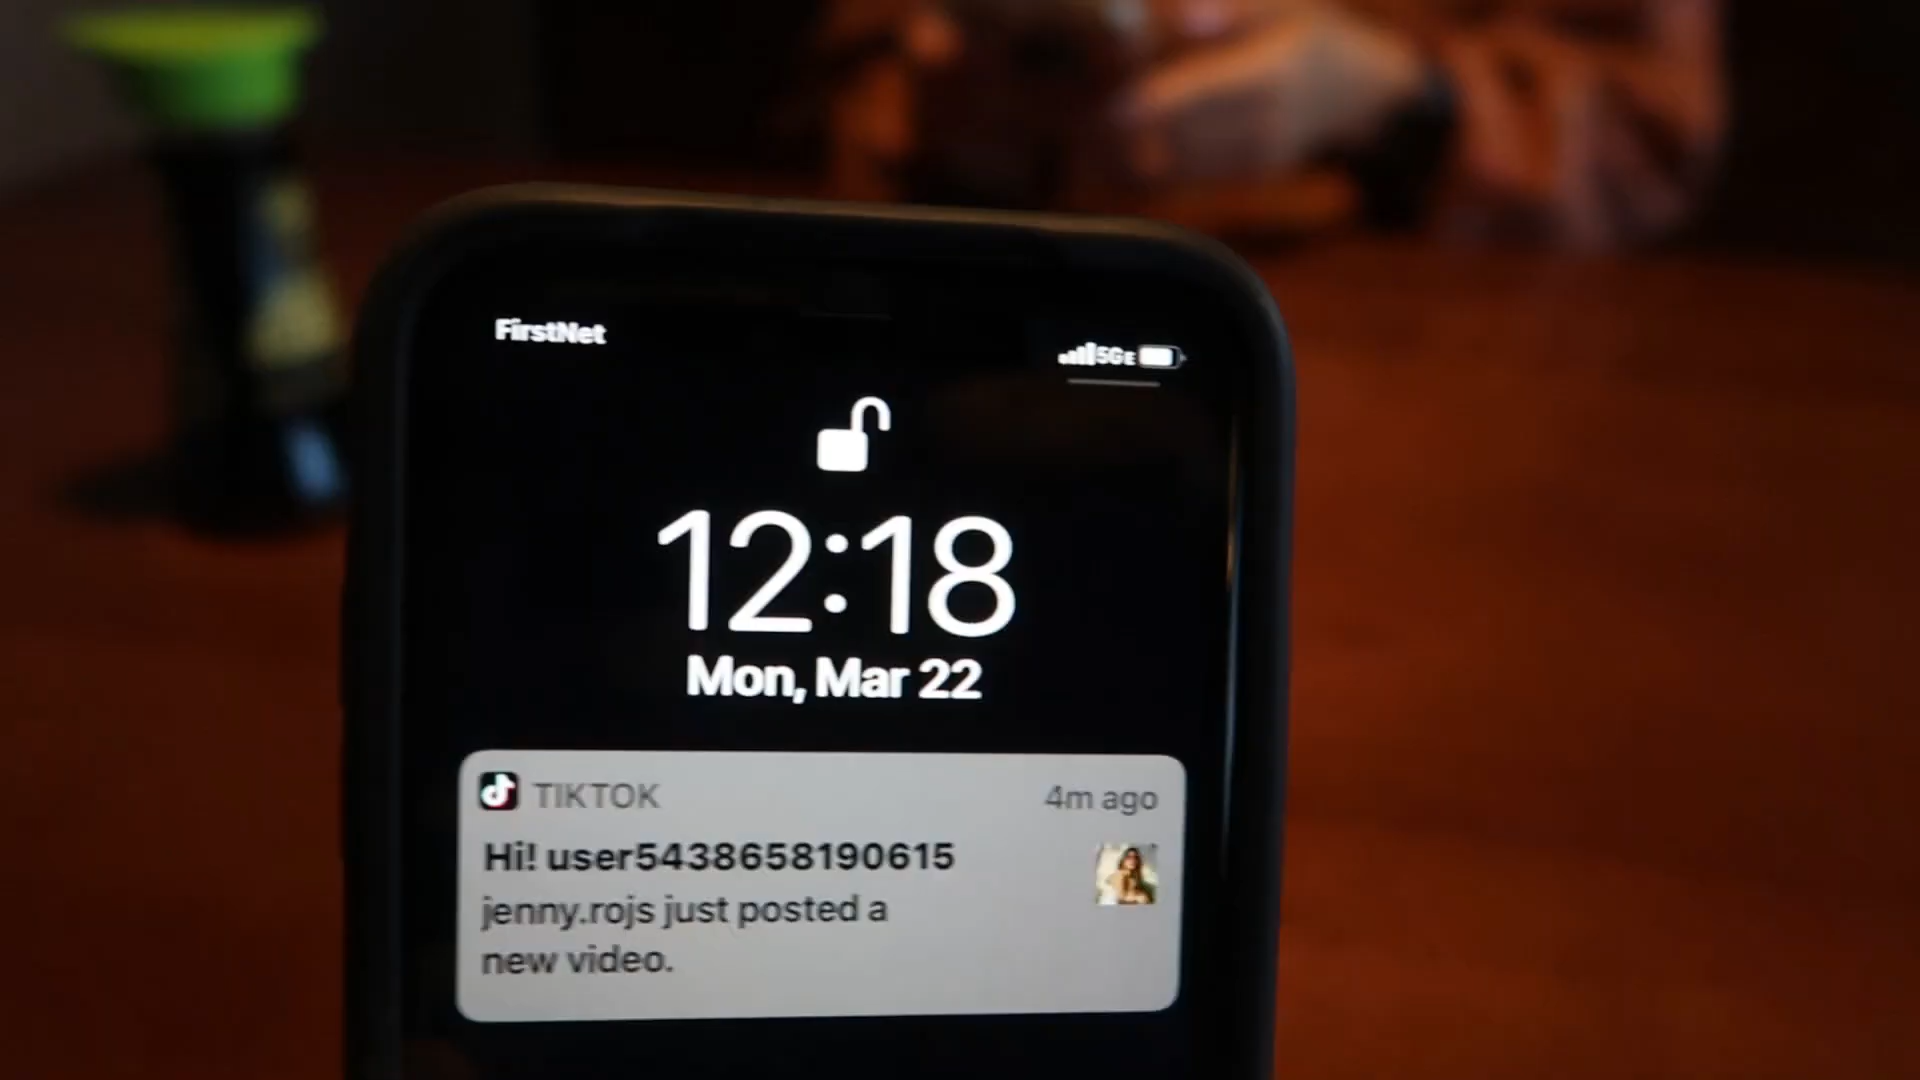 FirstNet
5GE
12:18
Mon, Mar 22
TIKTOK
4m ago
Hi! user5438658190615
jenny.rojs just posted a
new video.